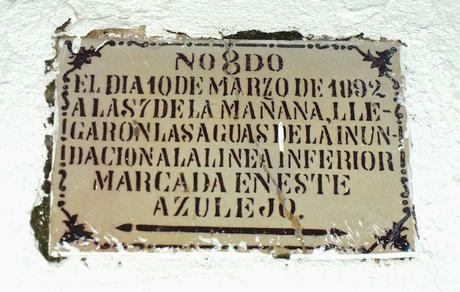 NO8DO
EL DIA 10 DE MARZO DE 1892
A LAS 7 DE LA MAÑANA, LLE-
GARON LAS AGUAS DE LA INUN-
DACION A LA LINEA INFERIOR
MARCADA EN ESTE
AZULEJO.